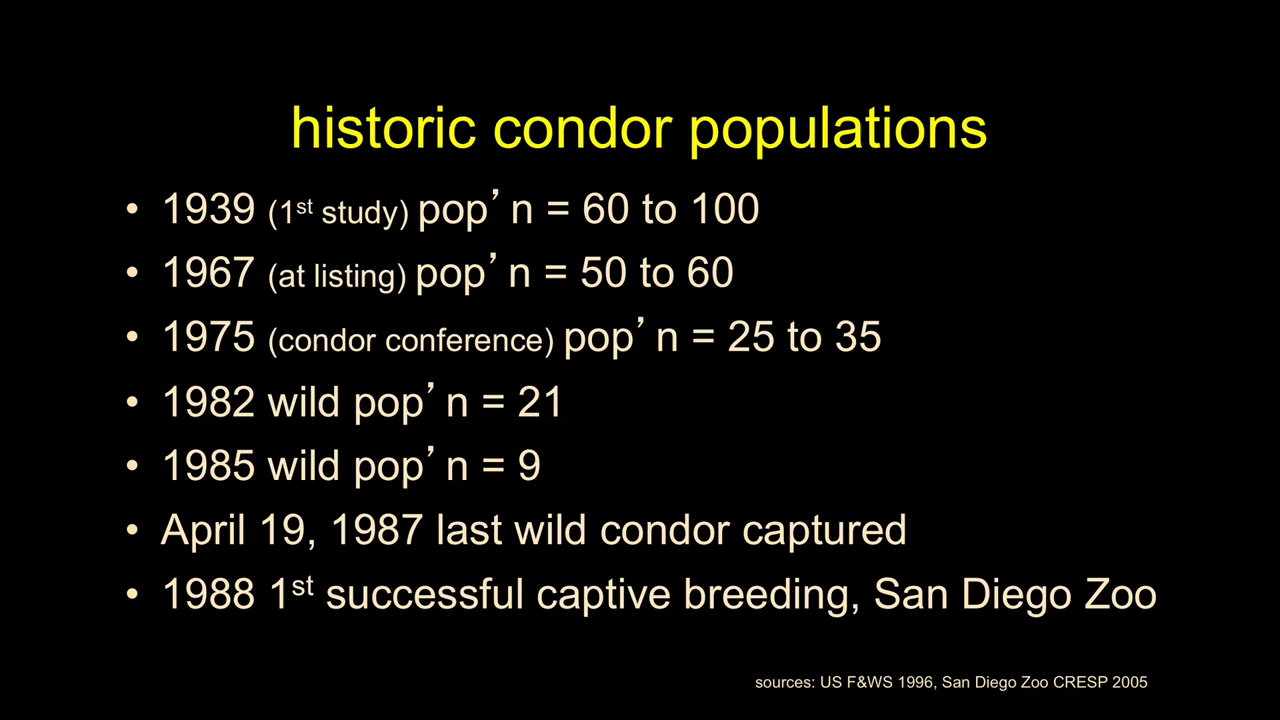 historic condor populations
• 1939 (1st study) pop’n = 60 to 100
• 1967 (at listing) pop’n = 50 to 60
• 1975 (condor conference) pop’n = 25 to 35
• 1982 wild pop’n = 21
• 1985 wild pop’n = 9
• April 19, 1987 last wild condor captured
• 1988 1st successful captive breeding, San Diego Zoo
sources: US F&WS 1996, San Diego Zoo CRESP 2005